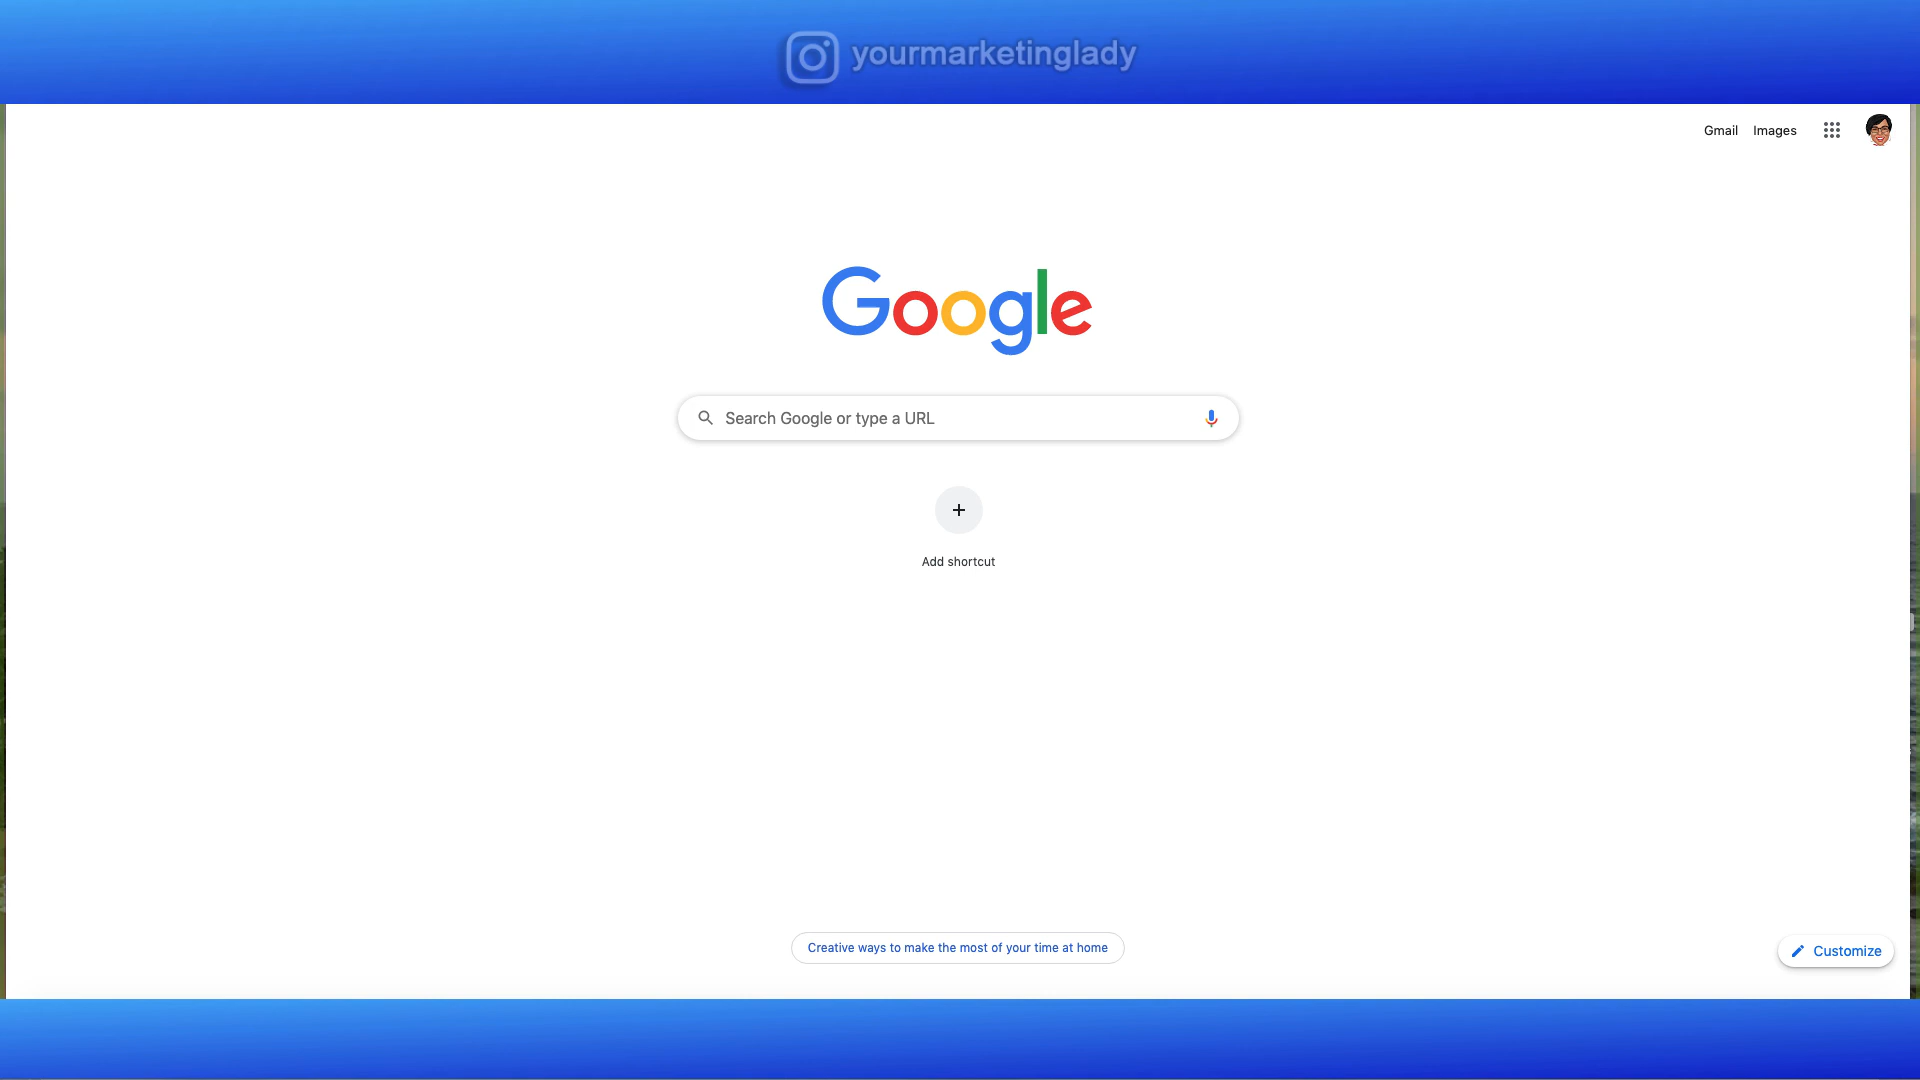 yourmarketinglady
Gmail Images
Google
Search Google or type a URL
Add shortcut
Creative ways to make the most of your time at home
Customize